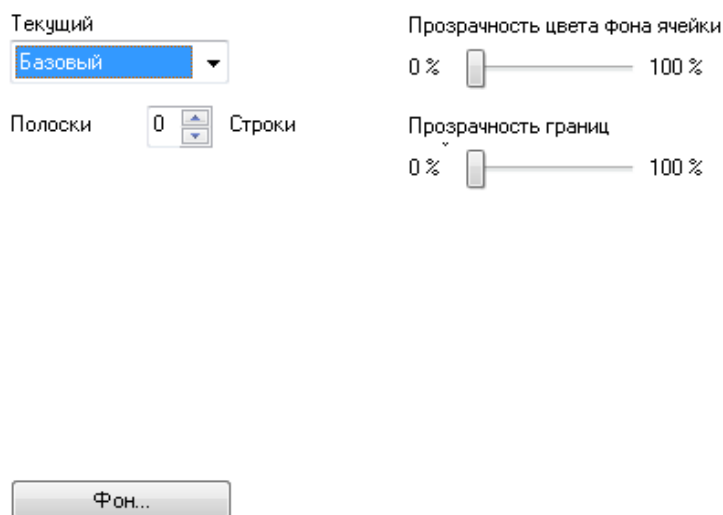 Текущий
Базовый
Полоски 0 Строки
Прозрачность цвета фона ячейки
0 % 100 %
Прозрачность границ
0 % 100 %
Фон...